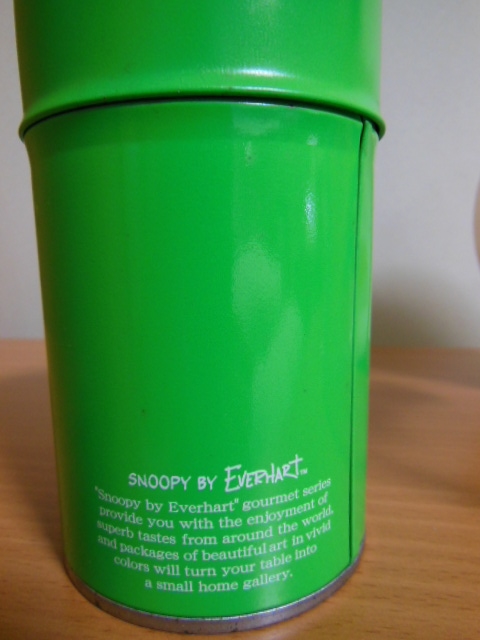 SNOOPY BY EVERHART™
"Snoopy by Everhart" gourmet series
provide you with the enjoyment of
superb tastes from around the world,
and packages of beautiful art in vivid
colors will turn your table into
a small home gallery.